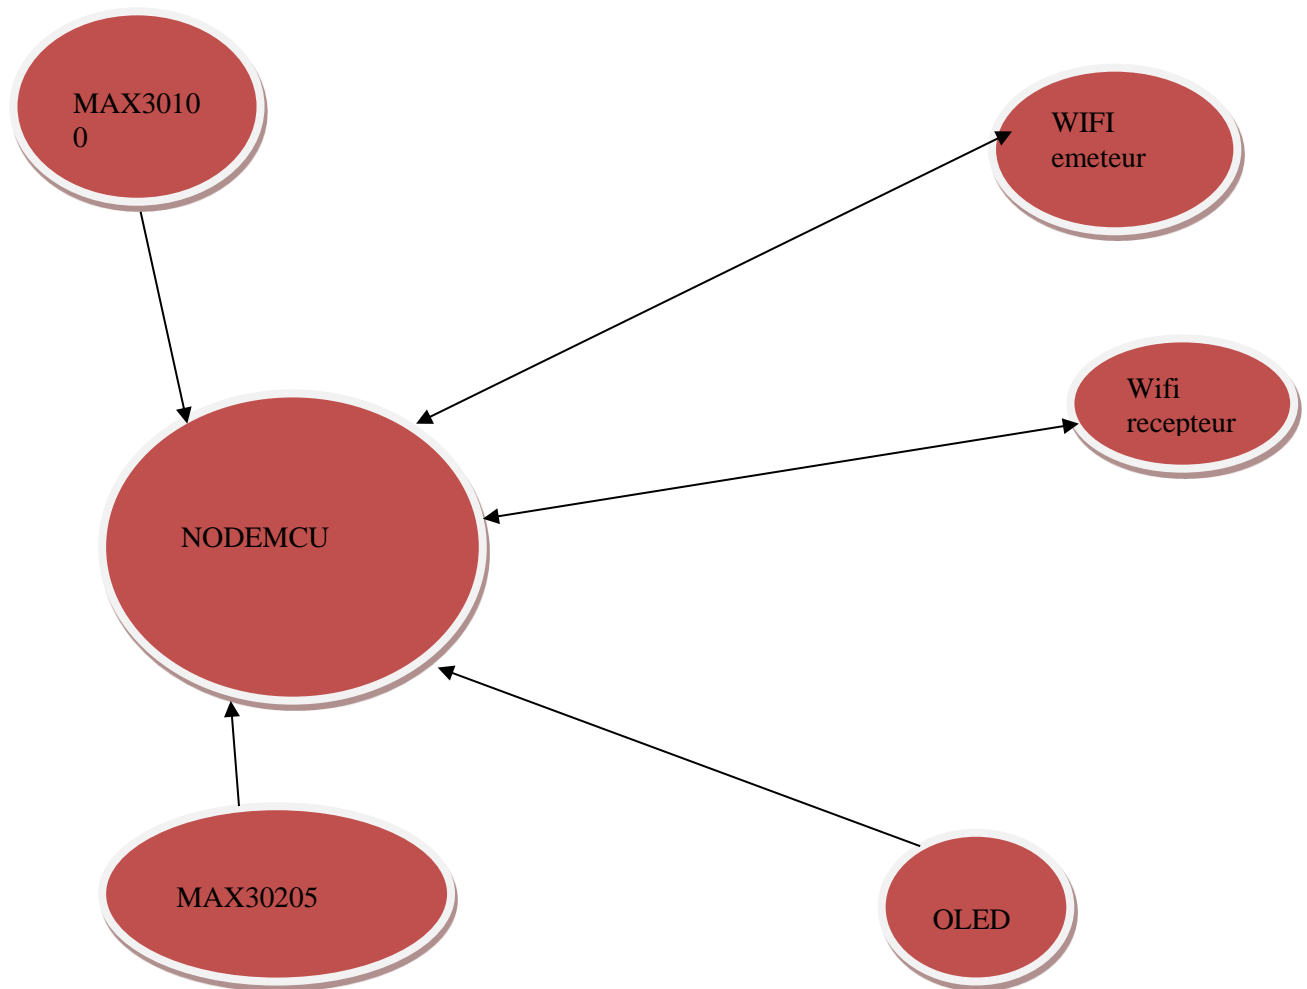 MAX3010
0
WIFI
emeteur
Wifi
recepteur
NODEMCU
MAX30205
OLED